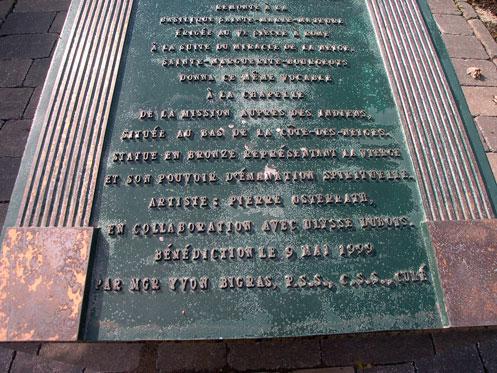 REMONTE À LA
BASILIQUE SAINTE-MARIE-MAJEURE
ÉRIGÉE AU VE SIÈCLE À ROME
À LA SUITE DU MIRACLE DE LA NEIGE.
SAINTE-MARGUERITE-BOURGEOYS
DONNA CE MÊME VOCABLE
À LA CHAPELLE
DE LA MISSION AUPRÈS DES INDIENS,
SITUÉE AU BAS DE LA CÔTE-DES-NEIGES.
STATUE EN BRONZE REPRÉSENTANT LA VIERGE
ET SON POUVOIR D'ÉMANATION SPIRITUELLE.
ARTISTE : PIERRE OSTERRATH,
EN COLLABORATION AVEC ULYSSE DUBOIS.
BÉNÉDICTION LE 9 MAI 1999
PAR MGR YVON BIGRAS, P.S.S., C.S.S., CURÉ